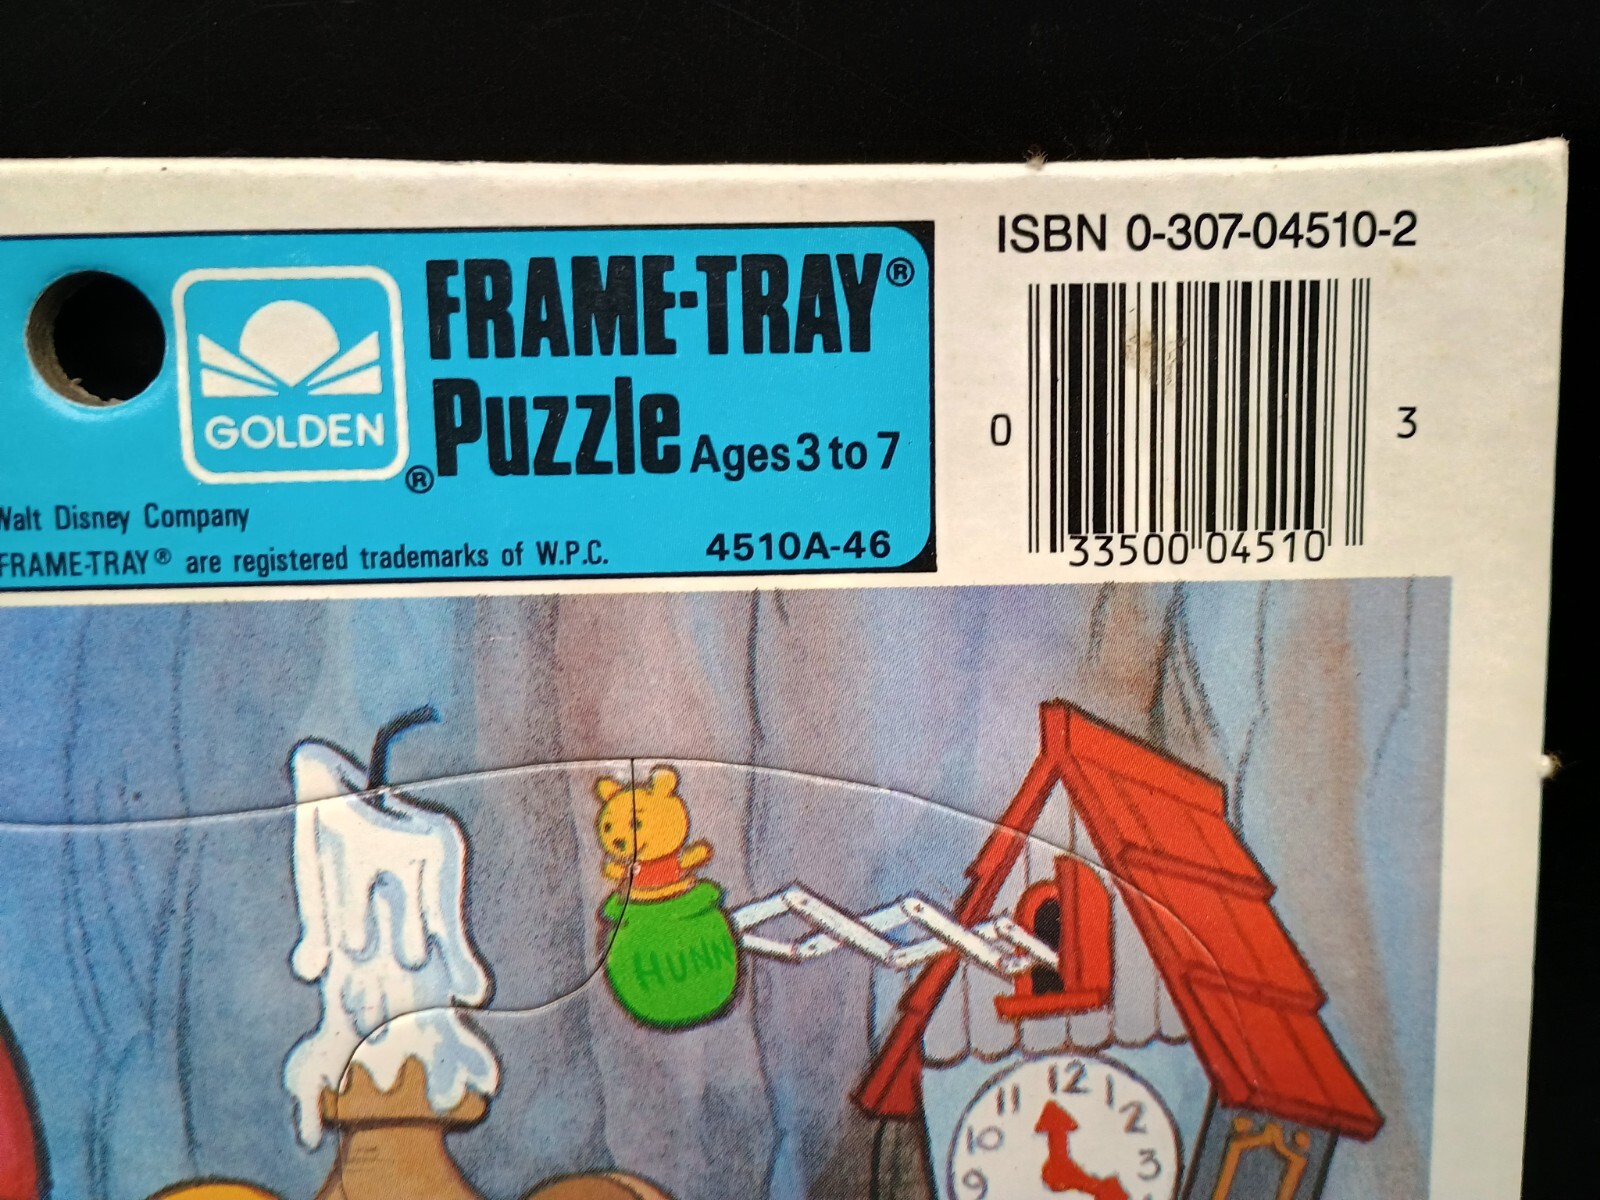 ISBN 0-307-04510-2
FRAME-TRAY®
GOLDEN
®Puzzle Ages 3 to 7
0
3
Walt Disney Company
FRAME-TRAY® are registered trademarks of W.P.C.
4510A-46
33500 04510
HUNN
12
11
1
2
10
3
9